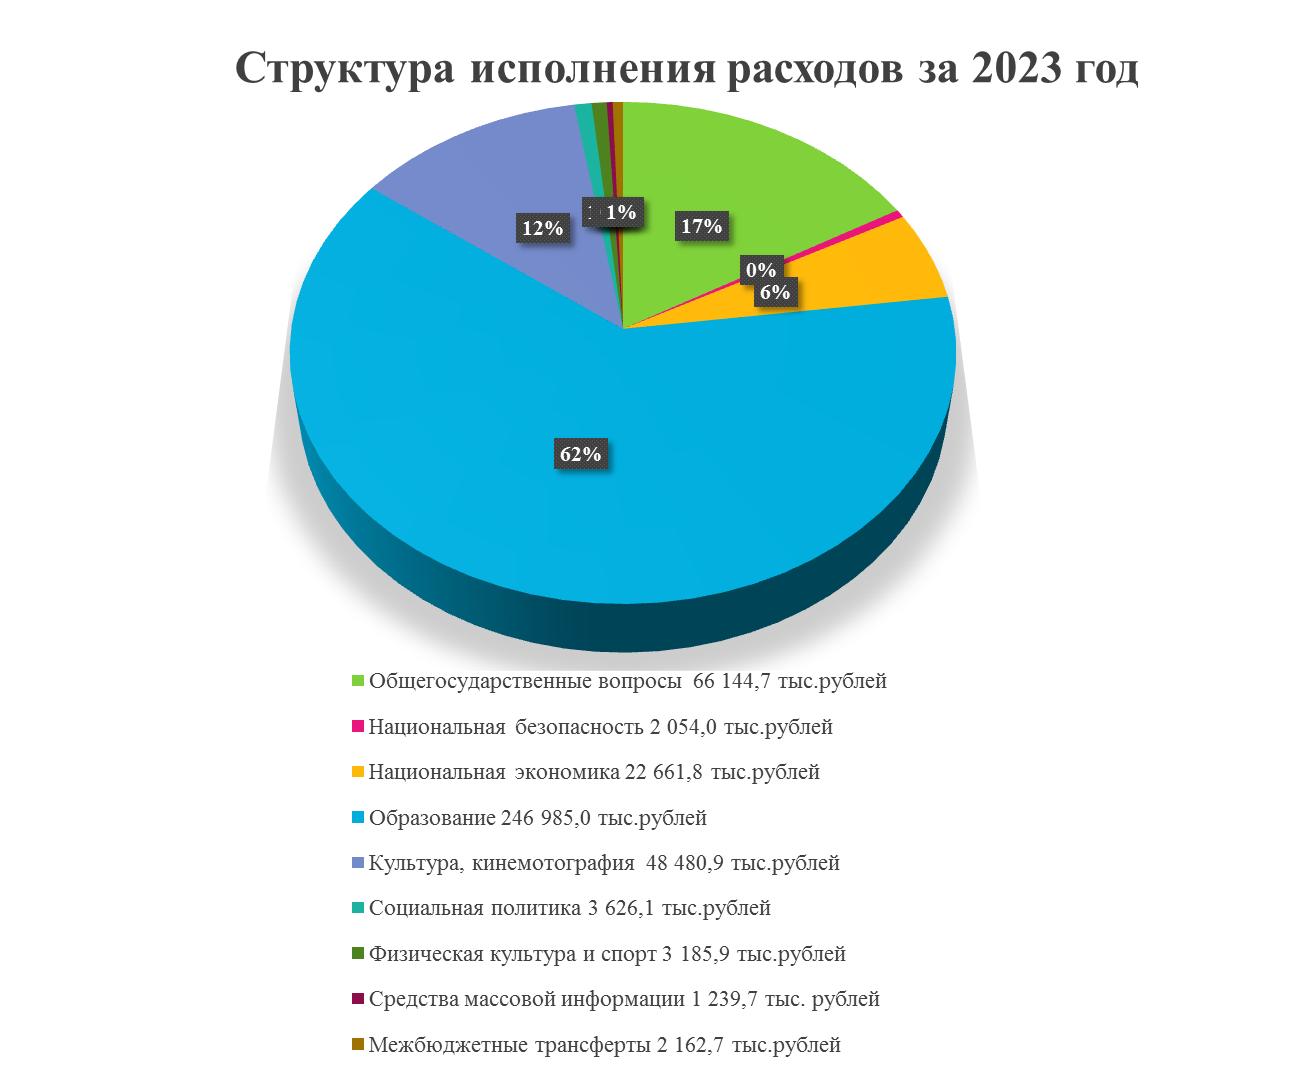 Структура исполнения расходов за 2023 год
12%
1%
17%
0%
6%
62%
Общегосударственные вопросы 66 144,7 тыс.рублей
Национальная безопасность 2 054,0 тыс.рублей
Национальная экономика 22 661,8 тыс.рублей
Образование 246 985,0 тыс.рублей
Культура, кинемотография 48 480,9 тыс.рублей
Социальная политика 3 626,1 тыс.рублей
Физическая культура и спорт 3 185,9 тыс.рублей
Средства массовой информации 1 239,7 тыс. рублей
Межбюджетные трансферты 2 162,7 тыс.рублей